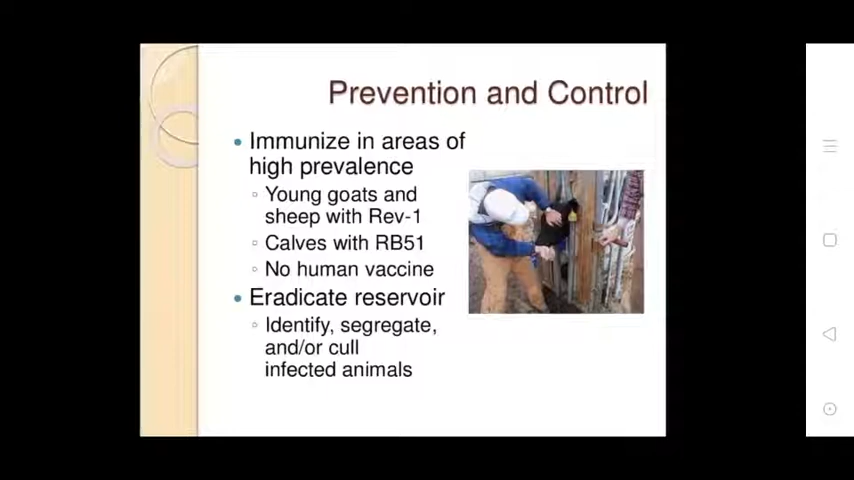 Prevention and Control
• Immunize in areas of
high prevalence
◦ Young goats and
sheep with Rev-1
◦ Calves with RB51
◦ No human vaccine
• Eradicate reservoir
◦ Identify, segregate,
and/or cull
infected animals